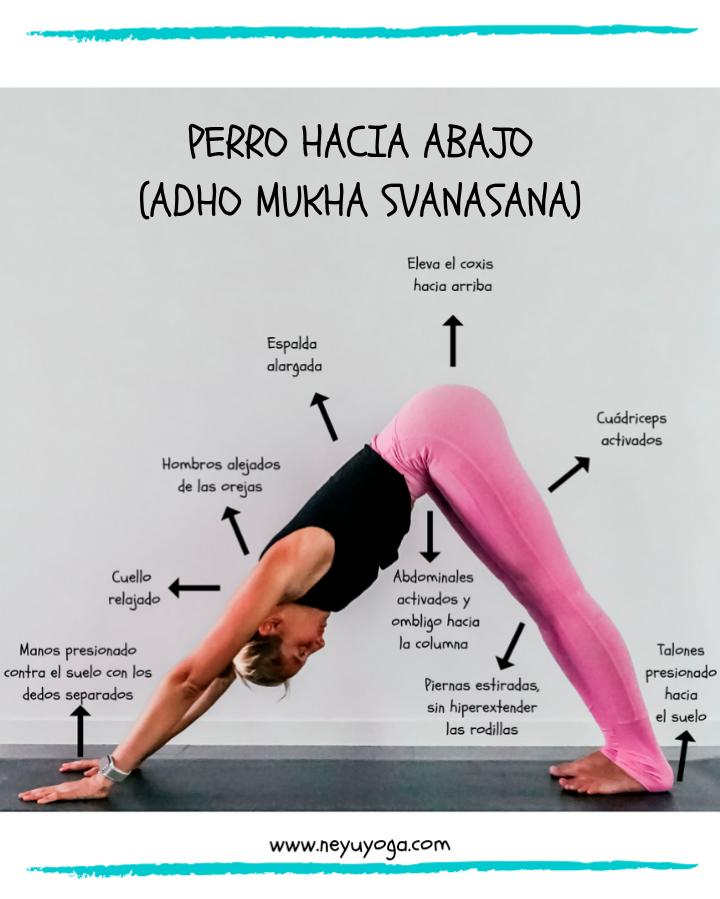 PERRO HACIA ABAJO
(ADHO MUKHA SVANASANA)
Eleva el coxis
hacia arriba
Espalda
alargada
Cuádriceps
activados
Hombros alejados
de las orejas
Cuello
relajado
Abdominales
activados y
ombligo hacia
la columna
Manos presionado
contra el suelo con los
dedos separados
Piernas estiradas,
sin hiperextender
las rodillas
Talones
presionado
hacia
el suelo
www.neyuyoga.com